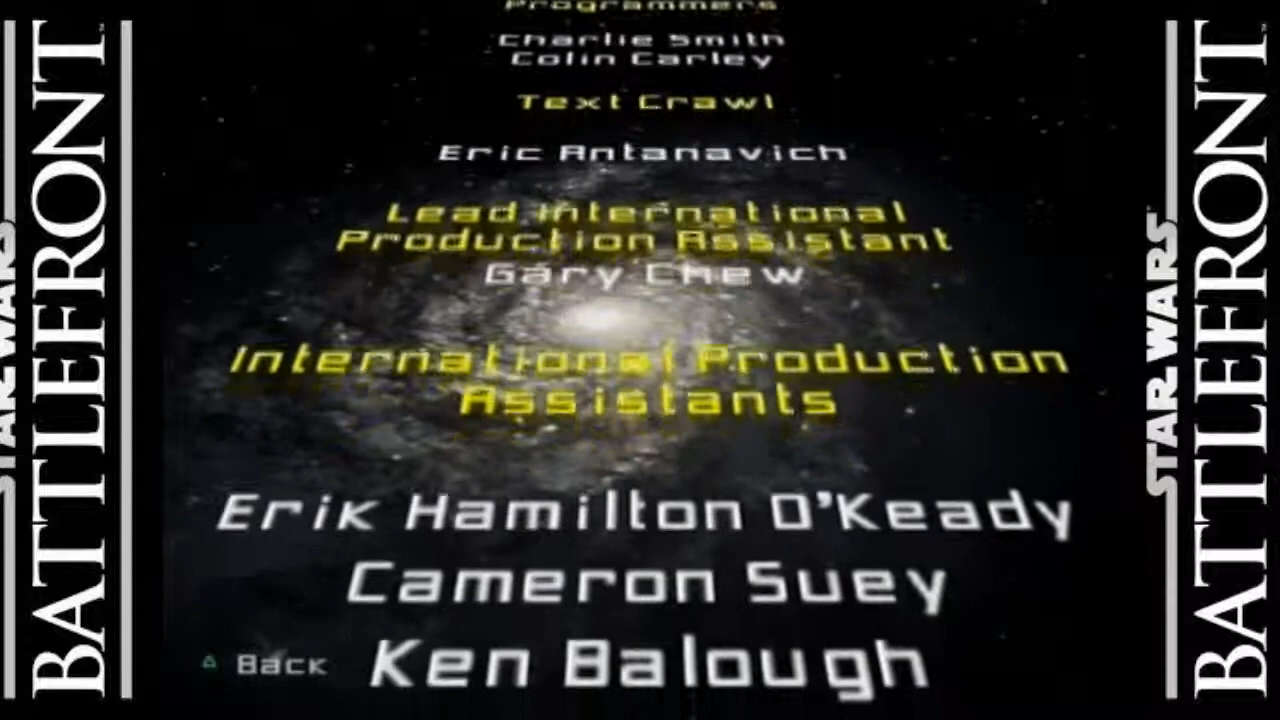 Programmers
Charlie Smith
Colin Carley
Text Crawl
Eric Antanavich
Lead International
Production Assistant
Gary Chew
International Production
Assistants
Erik Hamilton O'Keady
Cameron Suey
Ken Balough
Back
STAR WARS
BATTLEFRONT
STAR WARS
BATTLEFRONT